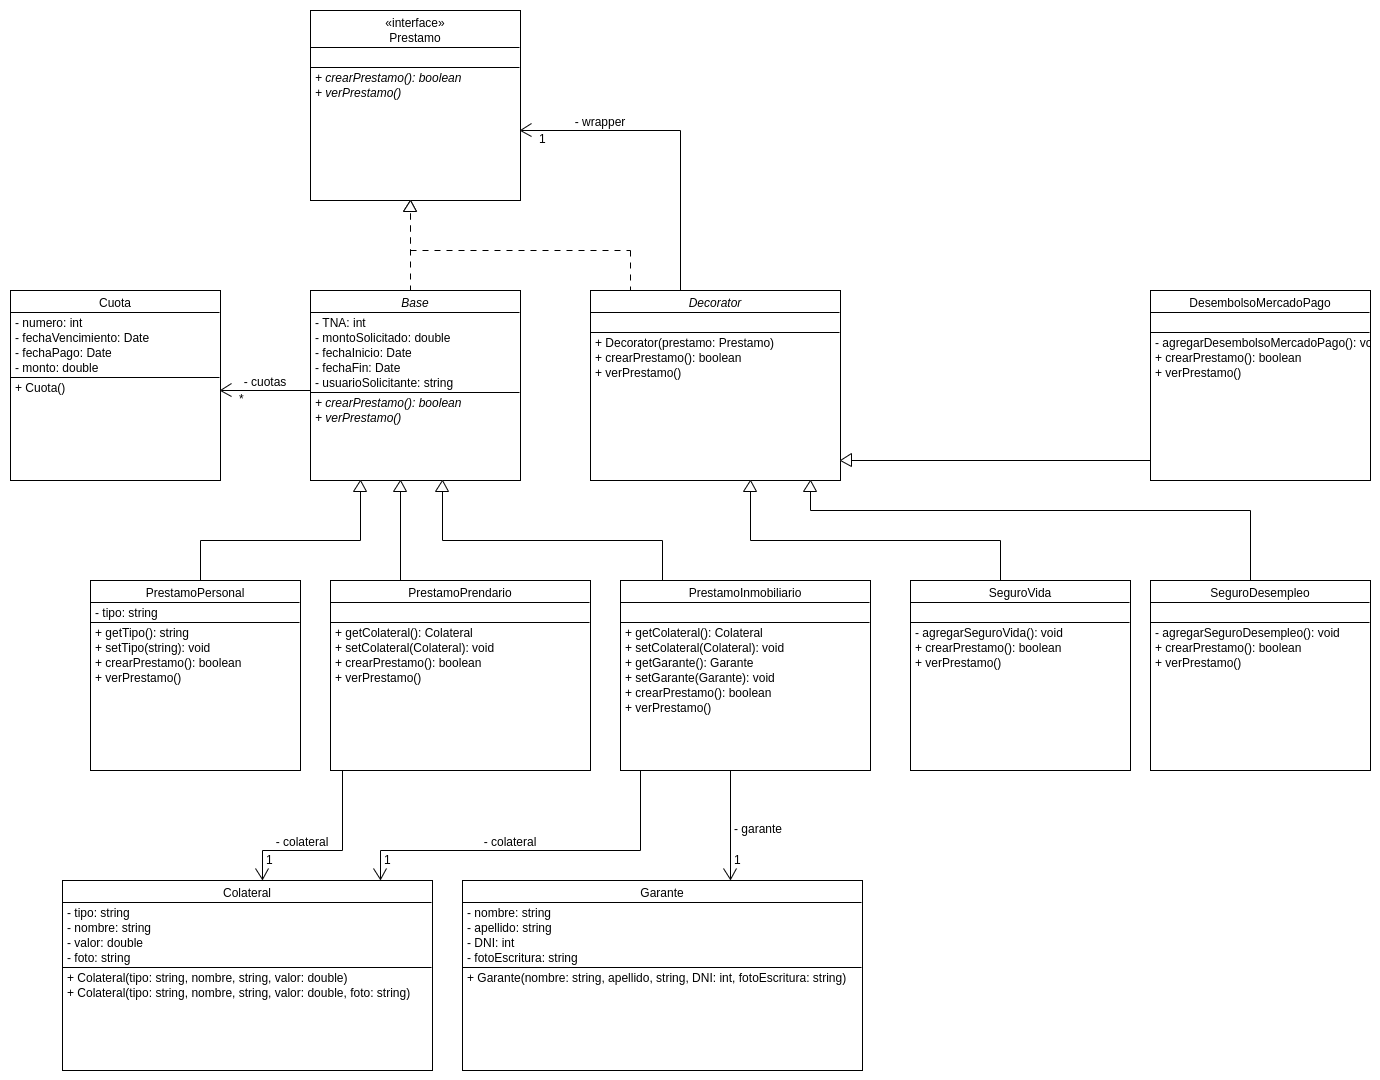 «interface»
Prestamo
+ crearPrestamo(): boolean
+ verPrestamo()
- wrapper
1
Cuota
- numero: int
- fechaVencimiento: Date
- fechaPago: Date
- monto: double
+ Cuota()
- cuotas
*
Base
- TNA: int
- montoSolicitado: double
- fechaInicio: Date
- fechaFin: Date
- usuarioSolicitante: string
+ crearPrestamo(): boolean
+ verPrestamo()
Decorator
+ Decorator(prestamo: Prestamo)
+ crearPrestamo(): boolean
+ verPrestamo()
DesembolsoMercadoPago
- agregarDesembolsoMercadoPago(): vo
+ crearPrestamo(): boolean
+ verPrestamo()
PrestamoPersonal
- tipo: string
+ getTipo(): string
+ setTipo(string): void
+ crearPrestamo(): boolean
+ verPrestamo()
PrestamoPrendario
+ getColateral(): Colateral
+ setColateral(Colateral): void
+ crearPrestamo(): boolean
+ verPrestamo()
PrestamoInmobiliario
+ getColateral(): Colateral
+ setColateral(Colateral): void
+ getGarante(): Garante
+ setGarante(Garante): void
+ crearPrestamo(): boolean
+ verPrestamo()
SeguroVida
- agregarSeguroVida(): void
+ crearPrestamo(): boolean
+ verPrestamo()
SeguroDesempleo
- agregarSeguroDesempleo(): void
+ crearPrestamo(): boolean
+ verPrestamo()
- colateral
1
- colateral
1
- garante
1
Colateral
- tipo: string
- nombre: string
- valor: double
- foto: string
+ Colateral(tipo: string, nombre, string, valor: double)
+ Colateral(tipo: string, nombre, string, valor: double, foto: string)
Garante
- nombre: string
- apellido: string
- DNI: int
- fotoEscritura: string
+ Garante(nombre: string, apellido, string, DNI: int, fotoEscritura: string)